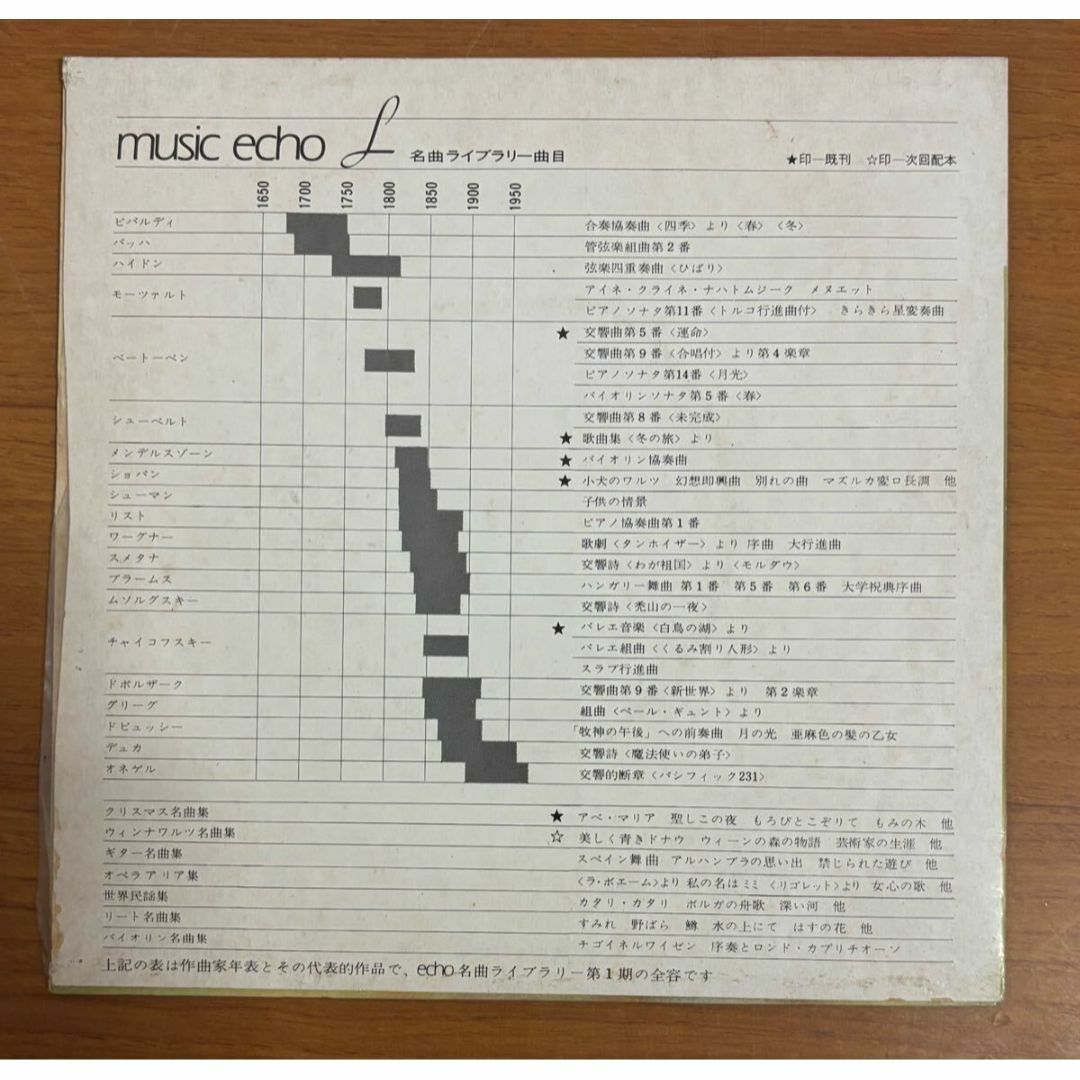 music echo L 名曲ライブラリー曲目 ★印―既刊 ☆印―次回配本
1650 1700 1750 1800 1850 1900 1950
ビバルディ 合奏協奏曲〈四季〉より〈春〉〈冬〉
バッハ 管弦楽組曲第2番
ハイドン 弦楽四重奏曲〈ひばり〉
モーツァルト アイネ・クライネ・ナハトムジーク メヌエット
ピアノソナタ第11番〈トルコ行進曲付〉 きらきら星変奏曲
★ 交響曲第5番〈運命〉
ベートーベン 交響曲第9番〈合唱付〉より第4楽章
ピアノソナタ第14番〈月光〉
バイオリンソナタ第5番〈春〉
シューベルト 交響曲第8番〈未完成〉
★ 歌曲集〈冬の旅〉より
メンデルスゾーン ★ バイオリン協奏曲
ショパン ★ 小犬のワルツ 幻想即興曲 別れの曲 マズルカ変ロ長調 他
シューマン 子供の情景
リスト ピアノ協奏曲第1番
ワーグナー 歌劇〈タンホイザー〉より 序曲 大行進曲
スメタナ 交響詩〈わが祖国〉より〈モルダウ〉
ブラームス ハンガリー舞曲 第1番 第5番 第6番 大学祝典序曲
ムソルグスキー 交響詩〈禿山の一夜〉
★ バレエ音楽〈白鳥の湖〉より
チャイコフスキー バレエ組曲〈くるみ割り人形〉より
スラブ行進曲
ドボルザーク 交響曲第9番〈新世界〉より 第2楽章
グリーグ 組曲〈ペール・ギュント〉より
ドビュッシー 「牧神の午後」への前奏曲 月の光 亜麻色の髪の乙女
デュカ 交響詩〈魔法使いの弟子〉
オネゲル 交響的断章〈パシフィック231〉
クリスマス名曲集 ★ アベ・マリア 聖しこの夜 もろびとこぞりて もみの木 他
ウィンナワルツ名曲集 ☆ 美しく青きドナウ ウィーンの森の物語 芸術家の生涯 他
ギター名曲集 スペイン舞曲 アルハンブラの思い出 禁じられた遊び 他
オペラアリア集 〈ラ・ボエーム〉より 私の名はミミ 〈リゴレット〉より 女心の歌 他
世界民謡集 カタリ・カタリ ボルガの舟歌 深い河 他
リート名曲集 すみれ 野ばら 鱒 水の上にて はすの花 他
バイオリン名曲集 チゴイネルワイゼン 序奏とロンド・カプリチオーソ
上記の表は作曲家年表とその代表的作品で、echo名曲ライブラリー第1期の全容です